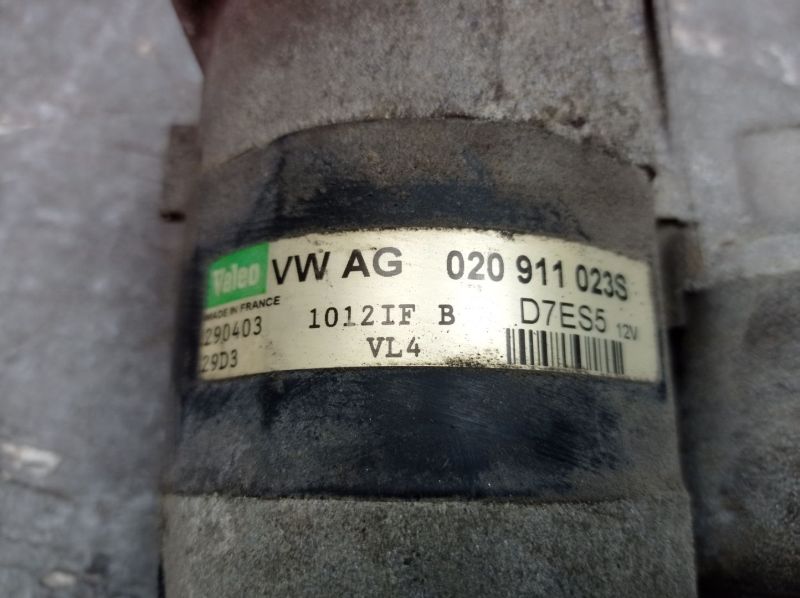 Valeo VW AG 020 911 023S
MADE IN FRANCE
290403 1012IF B D7ES5 12V
29D3 VL4